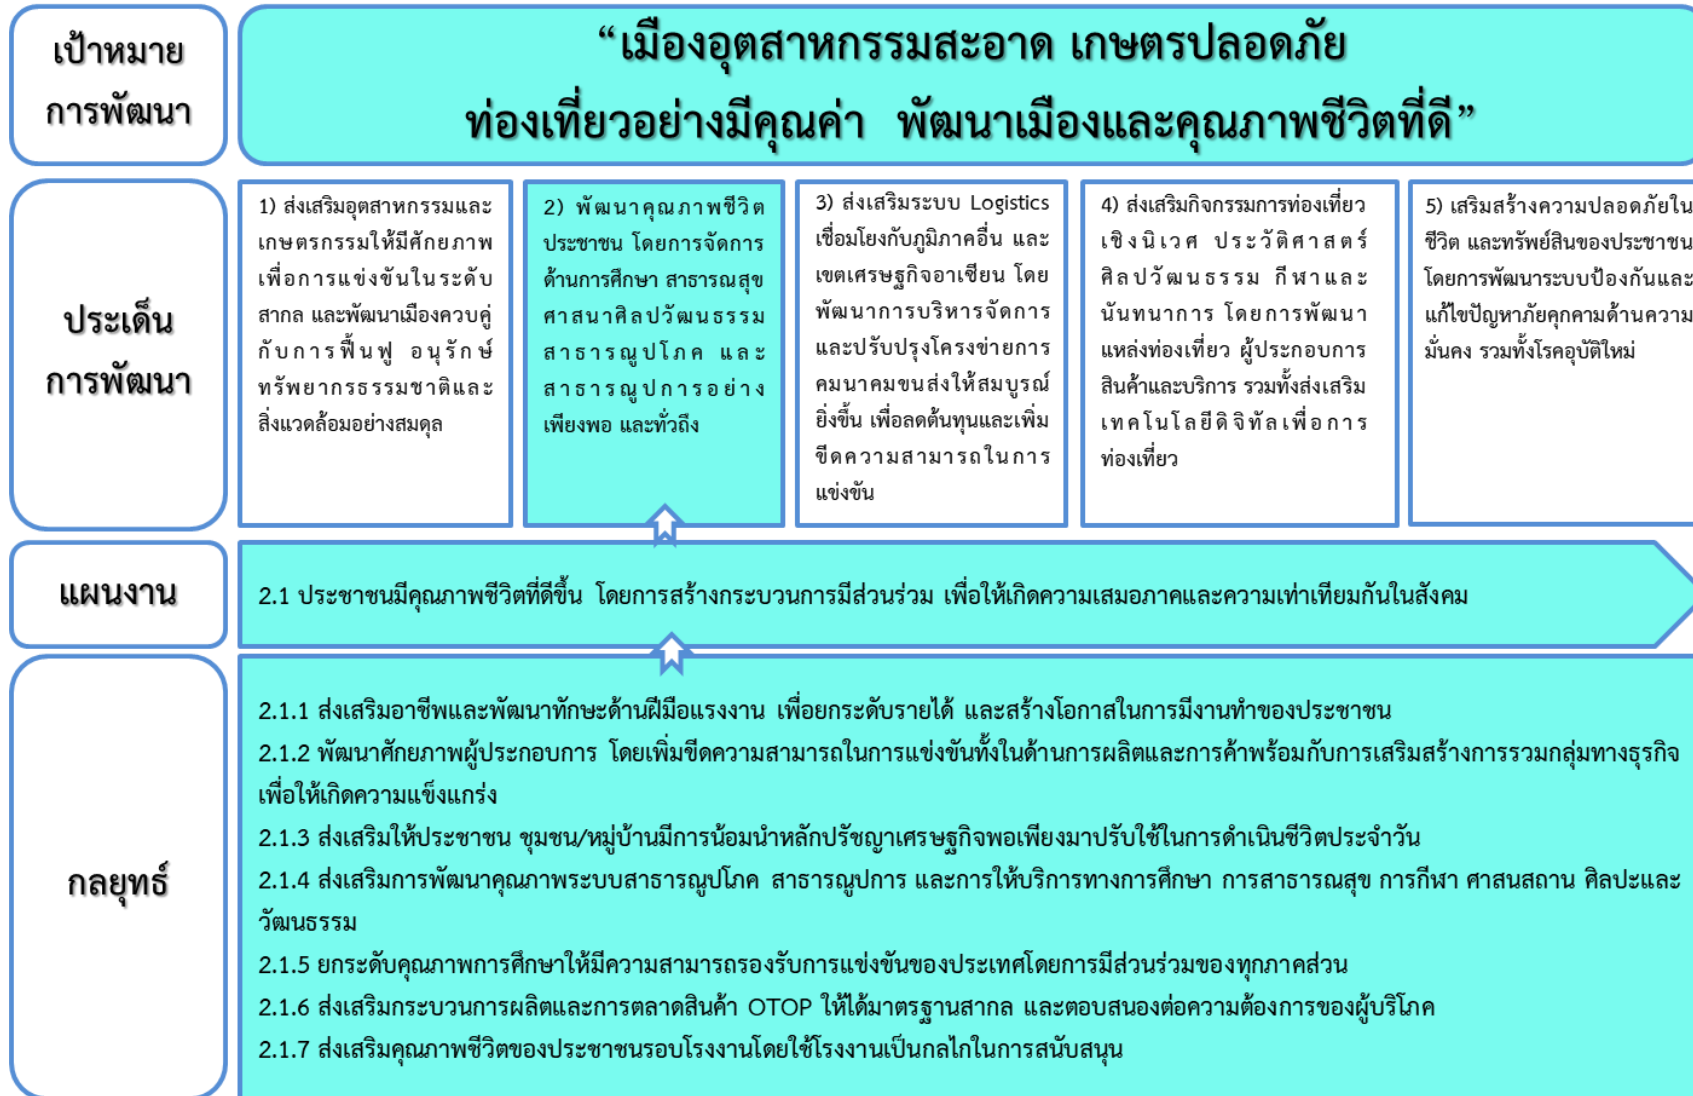 เป้าหมาย
การพัฒนา
“เมืองอุตสาหกรรมสะอาด เกษตรปลอดภัย
ท่องเที่ยวอย่างมีคุณค่า พัฒนาเมืองและคุณภาพชีวิตที่ดี”
ประเด็น
การพัฒนา
1) ส่งเสริมอุตสาหกรรมและ
เกษตรกรรมให้มีศักยภาพ
เพื่อการแข่งขันในระดับ
สากล และพัฒนาเมืองควบคู่
กับการฟื้นฟู อนุรักษ์
ทรัพยากรธรรมชาติและ
สิ่งแวดล้อมอย่างสมดุล
2) พัฒนาคุณภาพชีวิต
ประชาชน โดยการจัดการ
ด้านการศึกษา สาธารณสุข
ศาสนาศิลปวัฒนธรรม
สาธารณูปโภค และ
สาธารณูปการอย่าง
เพียงพอ และทั่วถึง
3) ส่งเสริมระบบ Logistics
เชื่อมโยงกับภูมิภาคอื่น และ
เขตเศรษฐกิจอาเซียน โดย
พัฒนาการบริหารจัดการ
และปรับปรุงโครงข่ายการ
คมนาคมขนส่งให้สมบูรณ์
ยิ่งขึ้น เพื่อลดต้นทุนและเพิ่ม
ขีดความสามารถในการ
แข่งขัน
4) ส่งเสริมกิจกรรมการท่องเที่ยว
เชิงนิเวศ ประวัติศาสตร์
ศิลปวัฒนธรรม กีฬาและ
นันทนาการ โดยการพัฒนา
แหล่งท่องเที่ยว ผู้ประกอบการ
สินค้าและบริการ รวมทั้งส่งเสริม
เทคโนโลยีดิจิทัลเพื่อการ
ท่องเที่ยว
5) เสริมสร้างความปลอดภัยใน
ชีวิต และทรัพย์สินของประชาชน
โดยการพัฒนาระบบป้องกันและ
แก้ไขปัญหาภัยคุกคามด้านความ
มั่นคง รวมทั้งโรคอุบัติใหม่
แผนงาน
2.1 ประชาชนมีคุณภาพชีวิตที่ดีขึ้น โดยการสร้างกระบวนการมีส่วนร่วม เพื่อให้เกิดความเสมอภาคและความเท่าเทียมกันในสังคม
กลยุทธ์
2.1.1 ส่งเสริมอาชีพและพัฒนาทักษะด้านฝีมือแรงงาน เพื่อยกระดับรายได้ และสร้างโอกาสในการมีงานทำของประชาชน
2.1.2 พัฒนาศักยภาพผู้ประกอบการ โดยเพิ่มขีดความสามารถในการแข่งขันทั้งในด้านการผลิตและการค้าพร้อมกับการเสริมสร้างการรวมกลุ่มทางธุรกิจ
เพื่อให้เกิดความแข็งแกร่ง
2.1.3 ส่งเสริมให้ประชาชน ชุมชน/หมู่บ้านมีการน้อมนำหลักปรัชญาเศรษฐกิจพอเพียงมาปรับใช้ในการดำเนินชีวิตประจำวัน
2.1.4 ส่งเสริมการพัฒนาคุณภาพระบบสาธารณูปโภค สาธารณูปการ และการให้บริการทางการศึกษา การสาธารณสุข การกีฬา ศาสนสถาน ศิลปะและ
วัฒนธรรม
2.1.5 ยกระดับคุณภาพการศึกษาให้มีความสามารถรองรับการแข่งขันของประเทศโดยการมีส่วนร่วมของทุกภาคส่วน
2.1.6 ส่งเสริมกระบวนการผลิตและการตลาดสินค้า OTOP ให้ได้มาตรฐานสากล และตอบสนองต่อความต้องการของผู้บริโภค
2.1.7 ส่งเสริมคุณภาพชีวิตของประชาชนรอบโรงงานโดยใช้โรงงานเป็นกลไกในการสนับสนุน